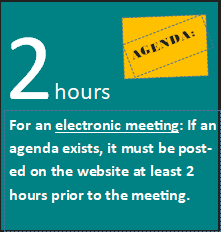 AGENDA:
2 hours
For an electronic meeting: If an
agenda exists, it must be post-
ed on the website at least 2
hours prior to the meeting.